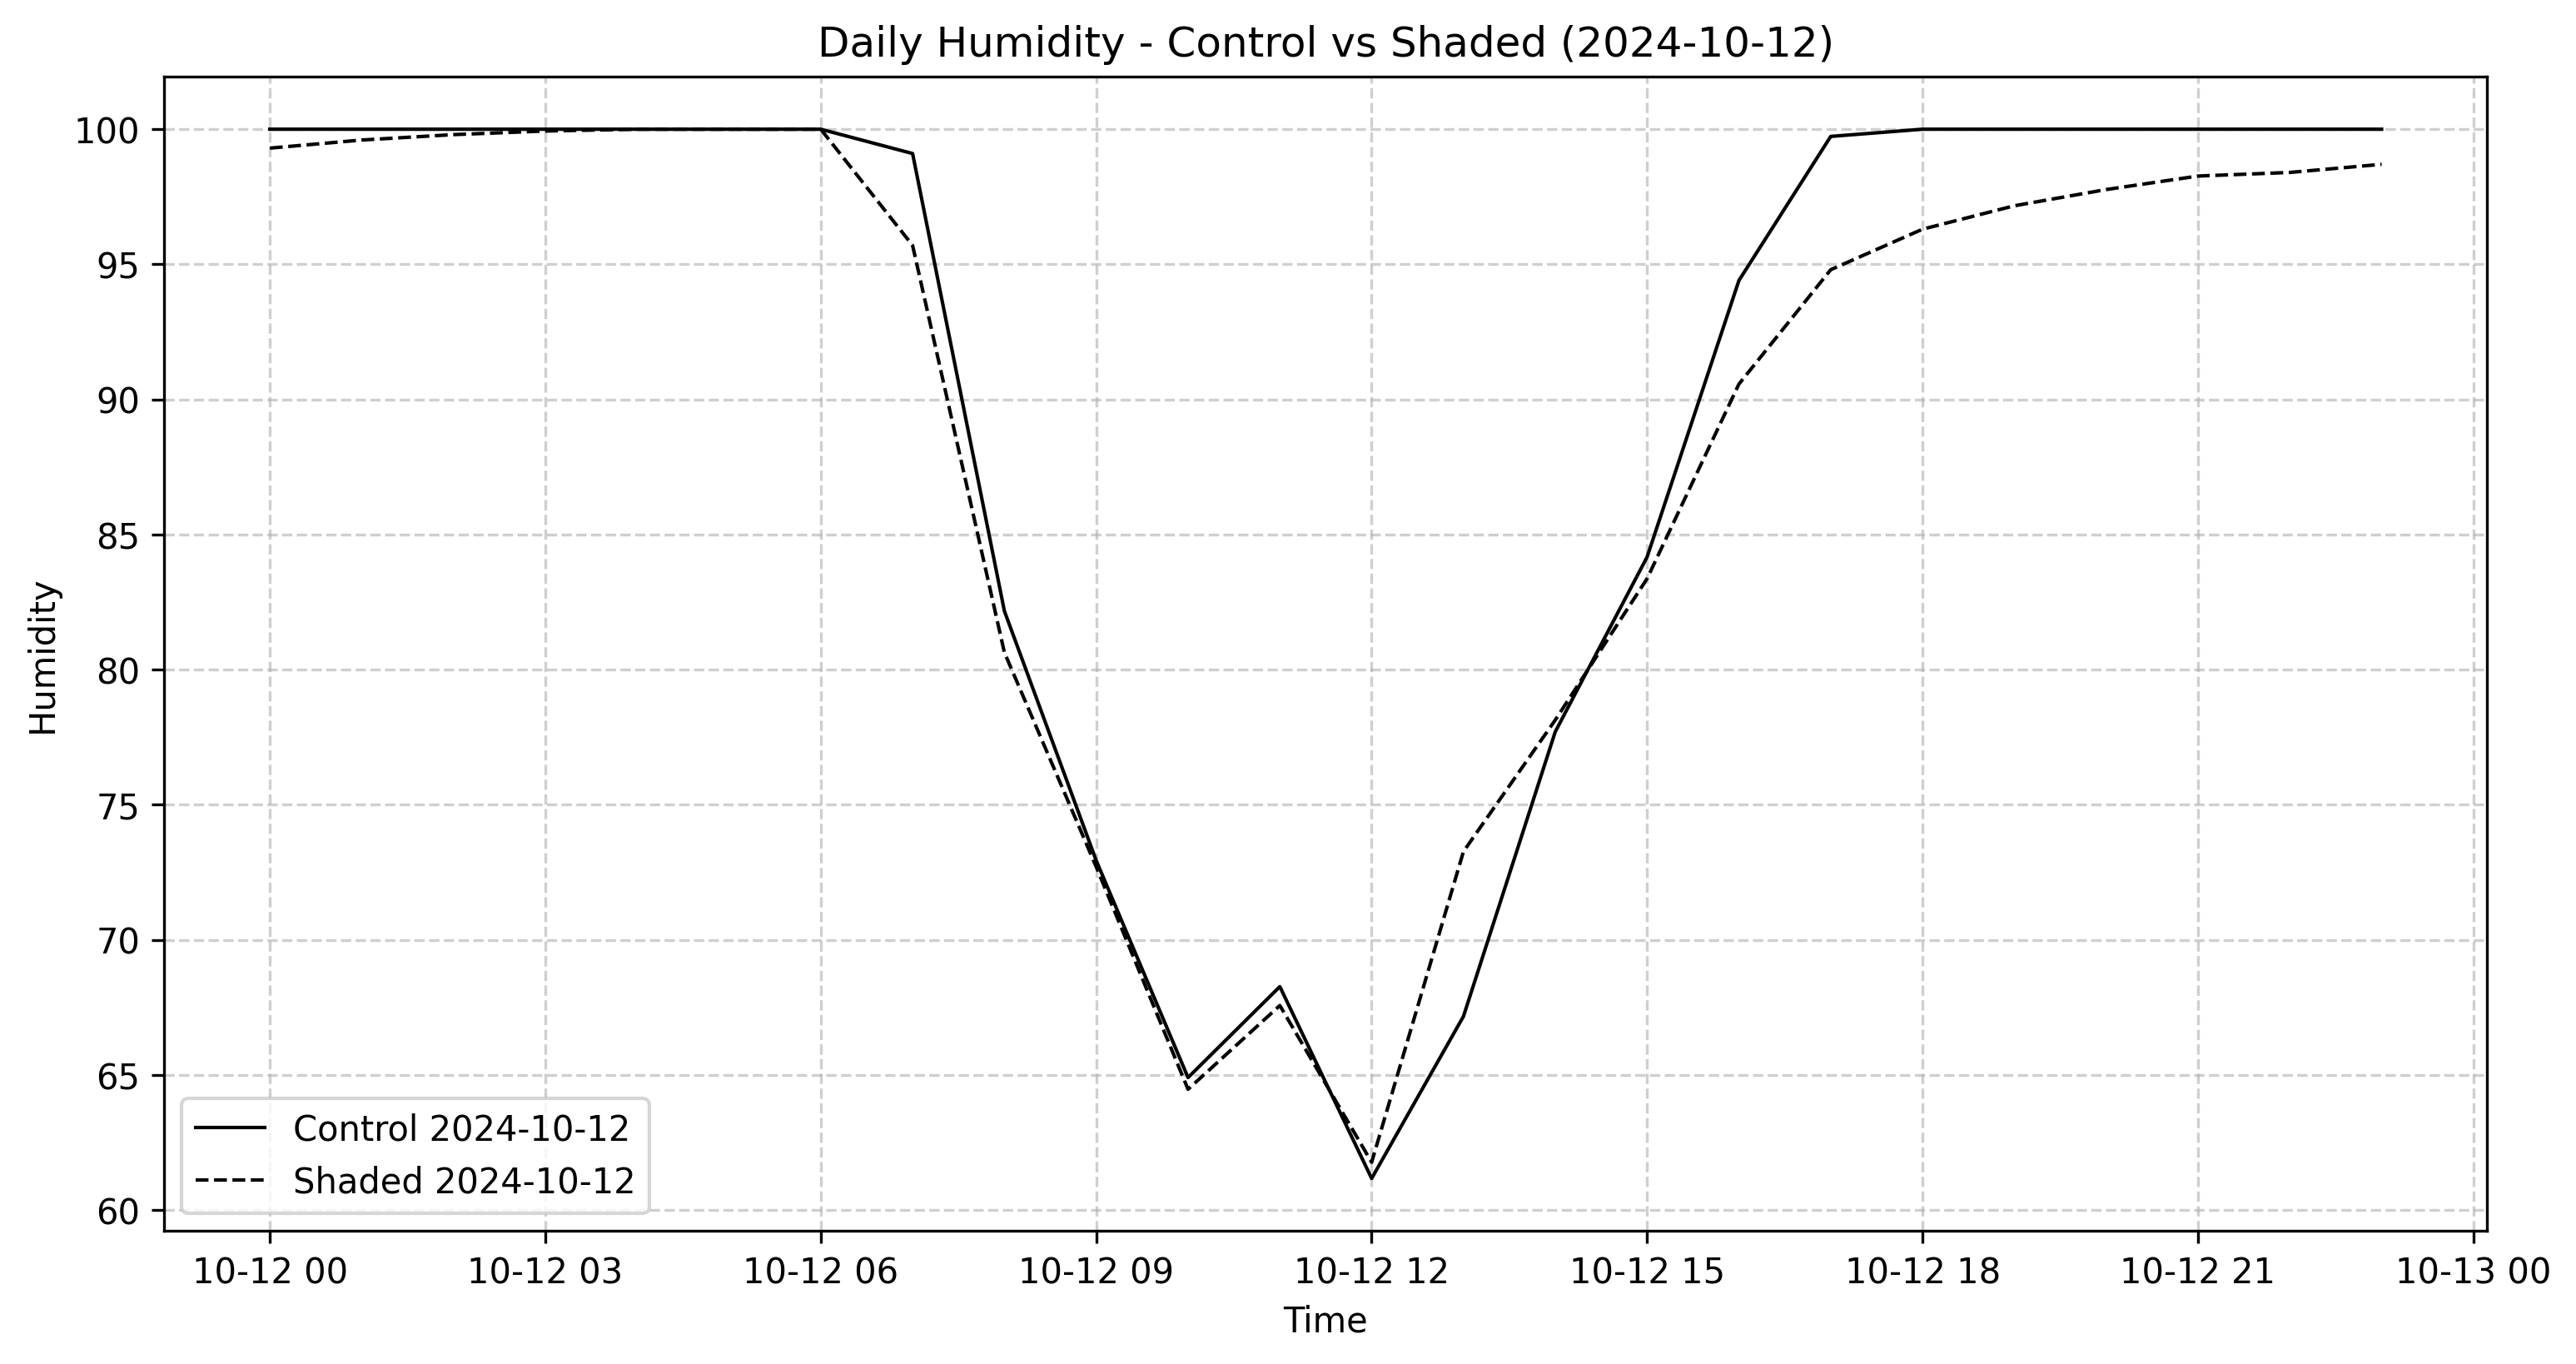 Daily Humidity - Control vs Shaded (2024-10-12)
100
95
90
85
80
75
70
65
60
Humidity
Control 2024-10-12
Shaded 2024-10-12
10-12 00 10-12 03 10-12 06 10-12 09 10-12 12 10-12 15 10-12 18 10-12 21 10-13 00
Time